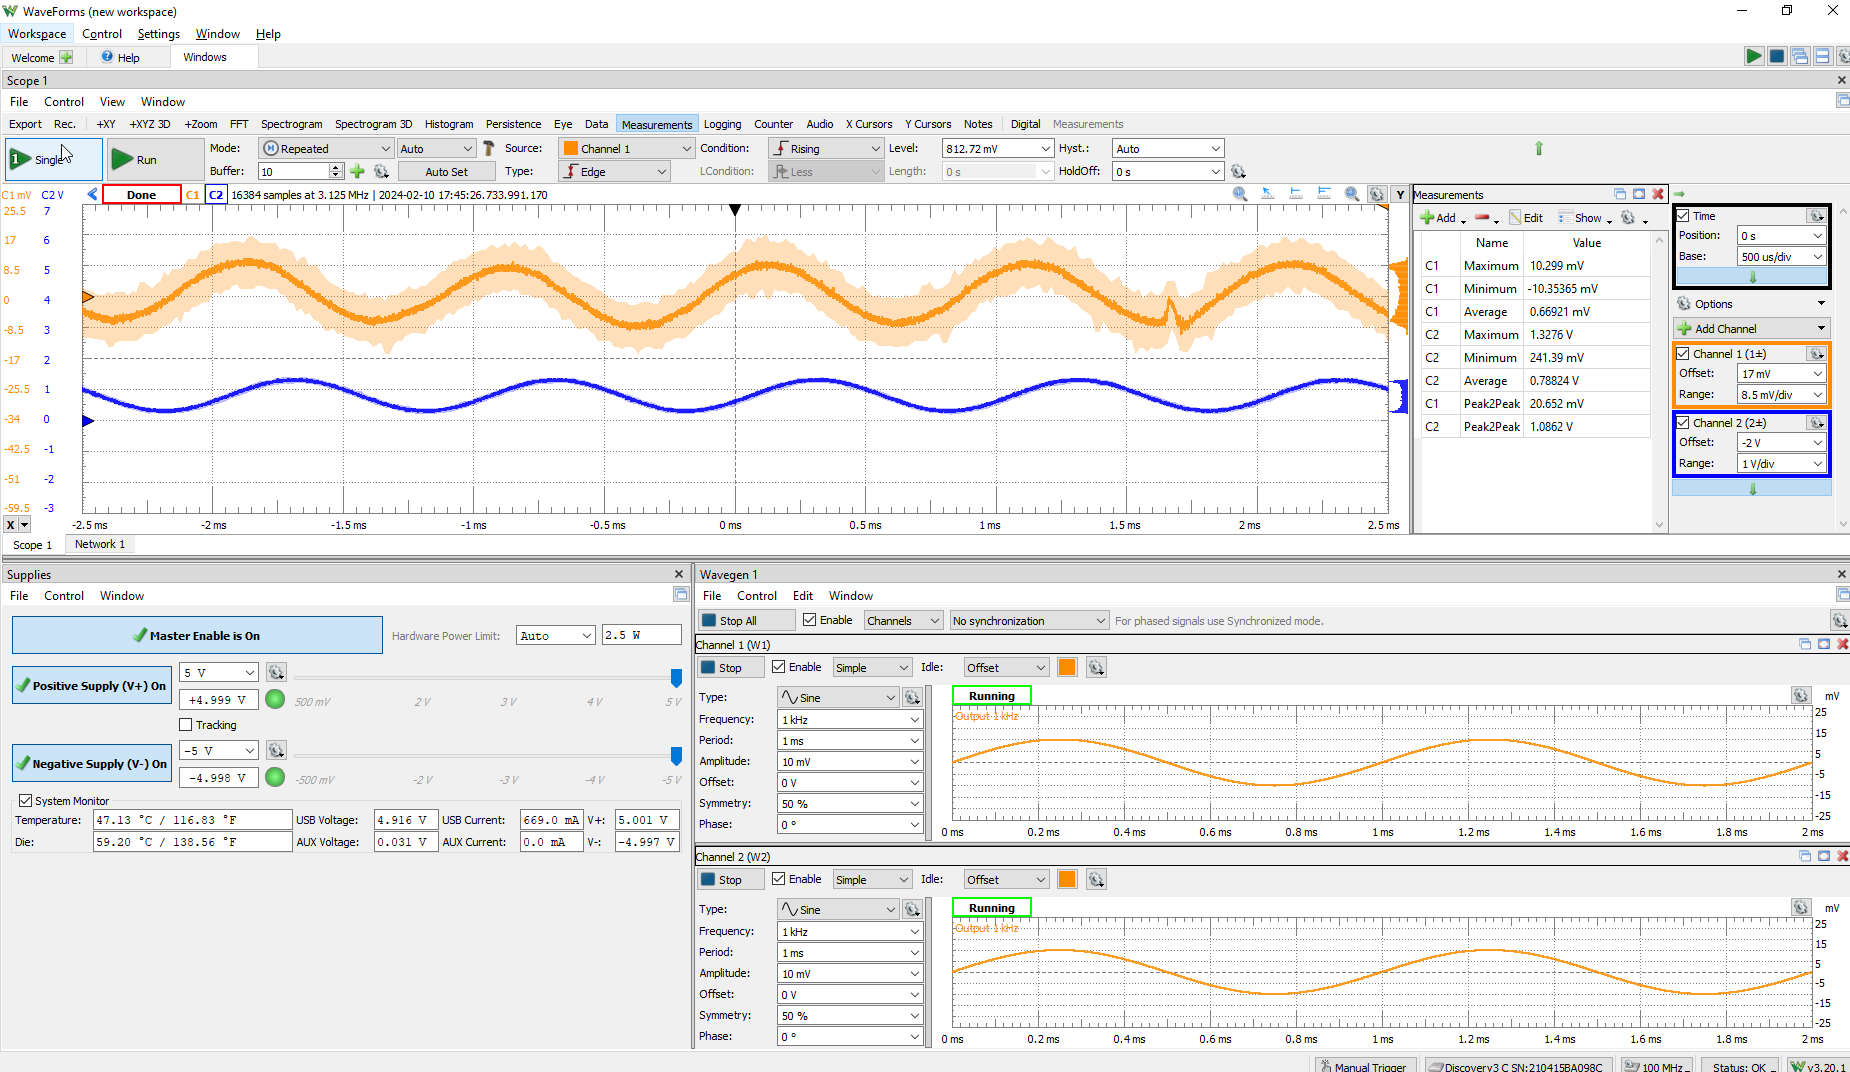 WaveForms (new workspace)
Workspace Control Settings Window Help
Welcome Help Windows
Scope 1
File Control View Window
Export Rec. +XY +XYZ 3D +Zoom FFT Spectrogram Spectrogram 3D Histogram Persistence Eye Data Measurements Logging Counter Audio X Cursors Y Cursors Notes Digital Measurements
1 Single Run Mode: Repeated Auto Source: Channel 1 Condition: Rising Level: 812.72 mV Hyst.: Auto
Buffer: 10 Auto Set Type: Edge LCondition: Less Length: 0 s HoldOff: 0 s
C1 mV C2 V Done C1 C2 16384 samples at 3.125 MHz | 2024-02-10 17:45:26.733.991.170 Y
25.5 7
17 6
8.5 5
0 4
-8.5 3
-17 2
-25.5 1
-34 0
-42.5 -1
-51 -2
-59.5 -3
X -2.5 ms -2 ms -1.5 ms -1 ms -0.5 ms 0 ms 0.5 ms 1 ms 1.5 ms 2 ms 2.5 ms
Measurements
Add Edit Show
Name Value
C1 Maximum 10.299 mV
C1 Minimum -10.35365 mV
C1 Average 0.66921 mV
C2 Maximum 1.3276 V
C2 Minimum 241.39 mV
C2 Average 0.78824 V
C1 Peak2Peak 20.652 mV
C2 Peak2Peak 1.0862 V
Time
Position: 0 s
Base: 500 us/div
Options
Add Channel
Channel 1 (1±)
Offset: 17 mV
Range: 8.5 mV/div
Channel 2 (2±)
Offset: -2 V
Range: 1 V/div
Scope 1 Network 1
Supplies
File Control Window
Master Enable is On Hardware Power Limit: Auto 2.5 W
Positive Supply (V+) On 5 V
+4.999 V 500 mV 2 V 3 V 4 V 5 V
Tracking
Negative Supply (V-) On -5 V
-4.998 V -500 mV -2 V -3 V -4 V -5 V
System Monitor
Temperature: 47.13 °C / 116.83 °F USB Voltage: 4.916 V USB Current: 669.0 mA V+: 5.001 V
Die: 59.20 °C / 138.56 °F AUX Voltage: 0.031 V AUX Current: 0.0 mA V-: -4.997 V
Wavegen 1
File Control Edit Window
Stop All Enable Channels No synchronization For phased signals use Synchronized mode.
Channel 1 (W1)
Stop Enable Simple Idle: Offset
Type: Sine
Frequency: 1 kHz
Period: 1 ms
Amplitude: 10 mV
Offset: 0 V
Symmetry: 50 %
Phase: 0 °
Running mV
Output 1 kHz
25
15
5
-5
-15
-25
0 ms 0.2 ms 0.4 ms 0.6 ms 0.8 ms 1 ms 1.2 ms 1.4 ms 1.6 ms 1.8 ms 2 ms
Channel 2 (W2)
Stop Enable Simple Idle: Offset
Type: Sine
Frequency: 1 kHz
Period: 1 ms
Amplitude: 10 mV
Offset: 0 V
Symmetry: 50 %
Phase: 0 °
Running mV
Output 1 kHz
25
15
5
-5
-15
-25
0 ms 0.2 ms 0.4 ms 0.6 ms 0.8 ms 1 ms 1.2 ms 1.4 ms 1.6 ms 1.8 ms 2 ms
Manual Trigger Discovery3 C SN:210415BA098C 100 MHz Status: OK v3.20.1